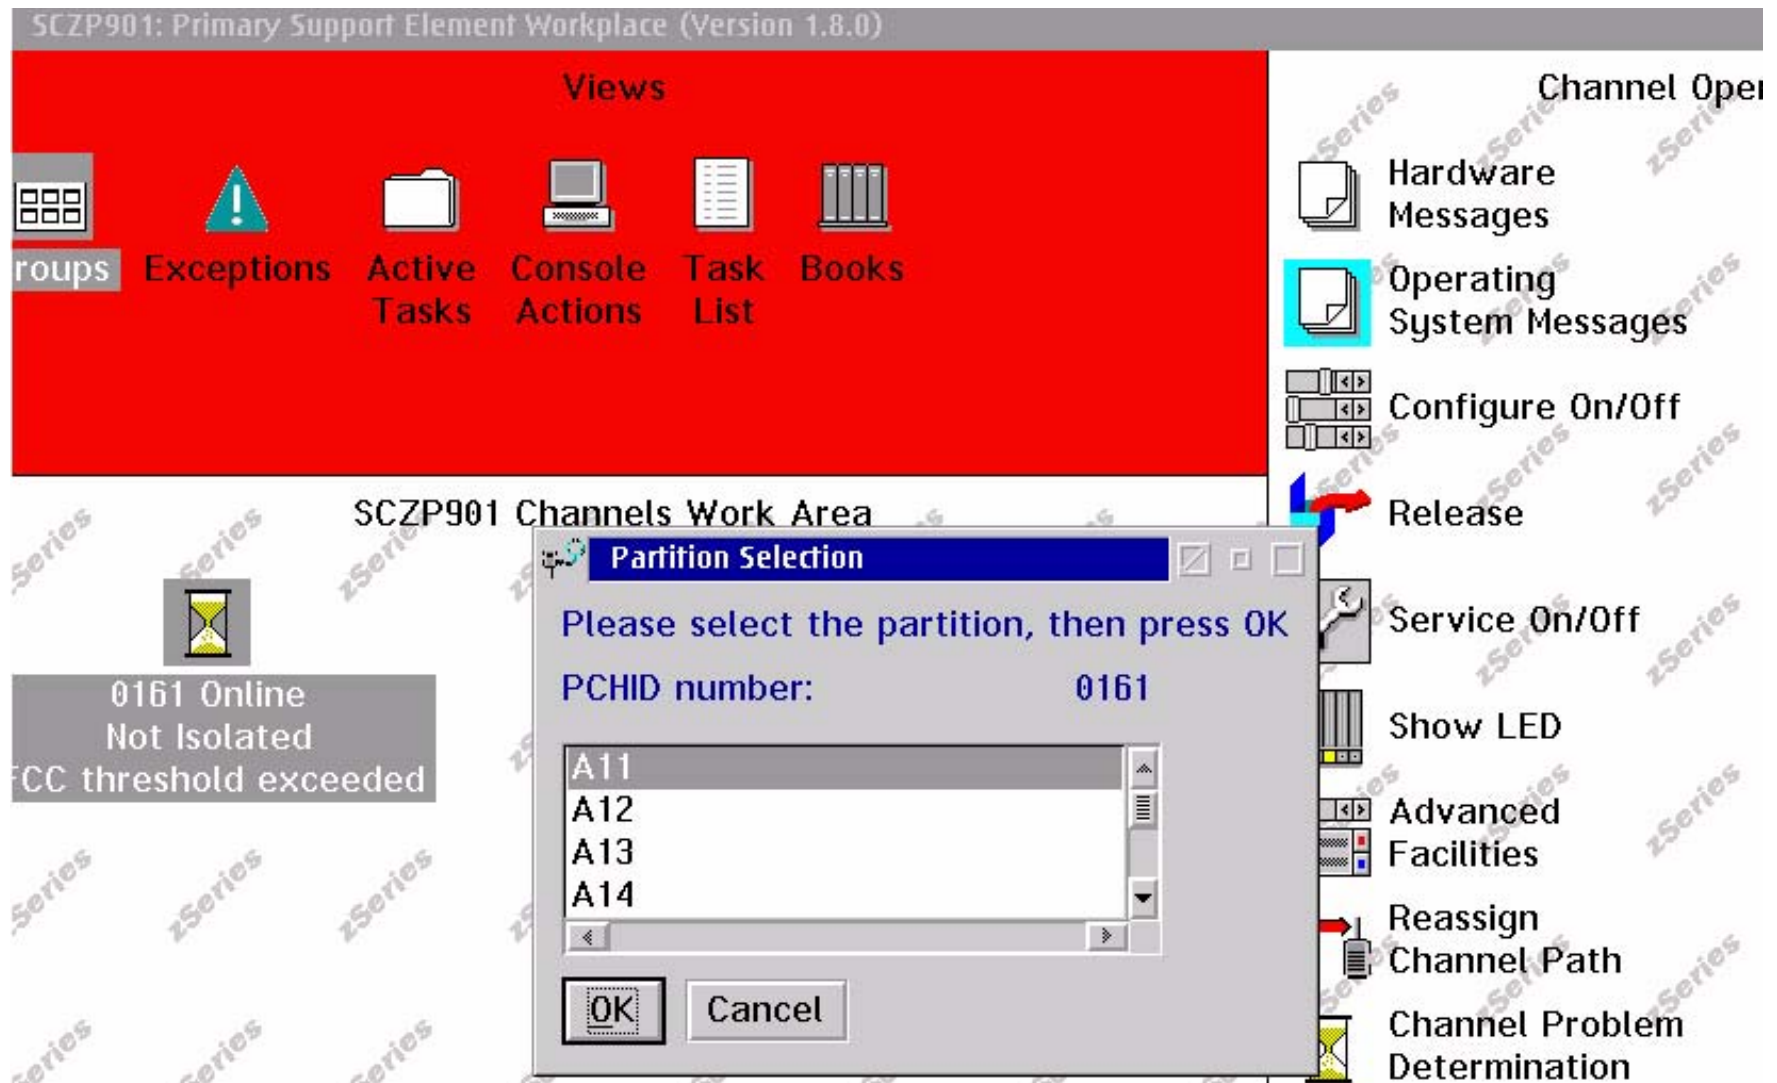 SCZP901: Primary Support Element Workplace (Version 1.8.0)
Views
roups
Exceptions
Active
Tasks
Console
Actions
Task
List
Books
SCZP901 Channels Work Area
0161 Online
Not Isolated
FCC threshold exceeded
Partition Selection
Please select the partition, then press OK
PCHID number: 0161
A11
A12
A13
A14
OK
Cancel
Channel Oper
Hardware
Messages
Operating
System Messages
Configure On/Off
Release
Service On/Off
Show LED
Advanced
Facilities
Reassign
Channel Path
Channel Problem
Determination
zSeries